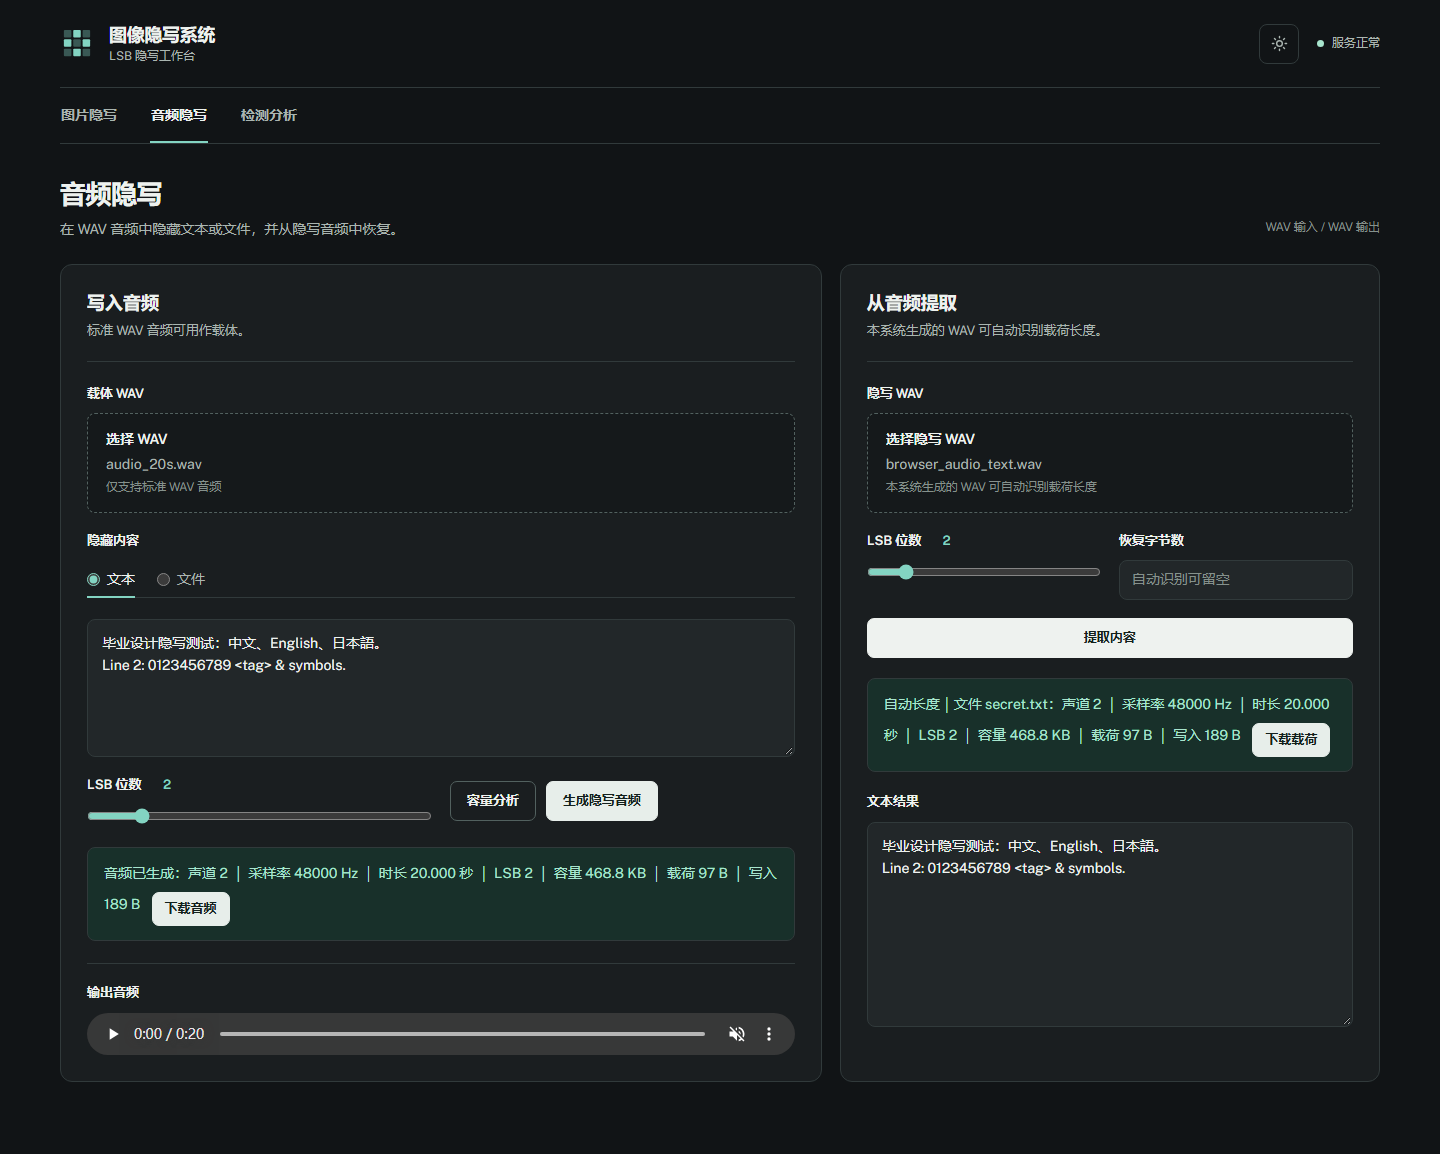 图像隐写系统
LSB 隐写工作台
服务正常
图片隐写
音频隐写
检测分析
音频隐写
在 WAV 音频中隐藏文本或文件，并从隐写音频中恢复。
WAV 输入 / WAV 输出
写入音频
标准 WAV 音频可用作载体。
载体 WAV
选择 WAV
audio_20s.wav
仅支持标准 WAV 音频
隐藏内容
文本
文件
毕业设计隐写测试：中文、English、日本語。
Line 2: 0123456789 <tag> & symbols.
LSB 位数 2
容量分析
生成隐写音频
音频已生成：声道 2 | 采样率 48000 Hz | 时长 20.000 秒 | LSB 2 | 容量 468.8 KB | 载荷 97 B | 写入
189 B
下载音频
输出音频
0:00 / 0:20
从音频提取
本系统生成的 WAV 可自动识别载荷长度。
隐写 WAV
选择隐写 WAV
browser_audio_text.wav
本系统生成的 WAV 可自动识别载荷长度
LSB 位数 2
恢复字节数
自动识别可留空
提取内容
自动长度 | 文件 secret.txt：声道 2 | 采样率 48000 Hz | 时长 20.000
秒 | LSB 2 | 容量 468.8 KB | 载荷 97 B | 写入 189 B
下载载荷
文本结果
毕业设计隐写测试：中文、English、日本語。
Line 2: 0123456789 <tag> & symbols.